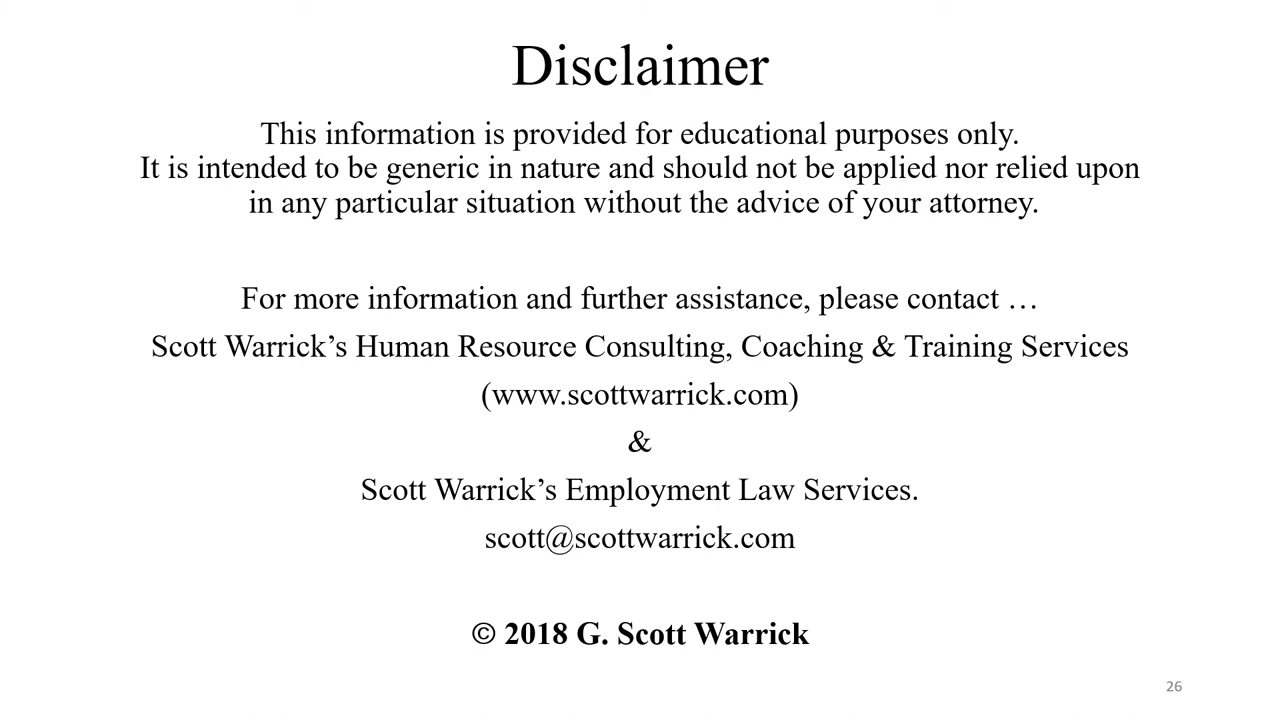 Disclaimer
This information is provided for educational purposes only.
It is intended to be generic in nature and should not be applied nor relied upon
in any particular situation without the advice of your attorney.
For more information and further assistance, please contact …
Scott Warrick’s Human Resource Consulting, Coaching & Training Services
(www.scottwarrick.com)
&
Scott Warrick’s Employment Law Services.
scott@scottwarrick.com
© 2018 G. Scott Warrick
26